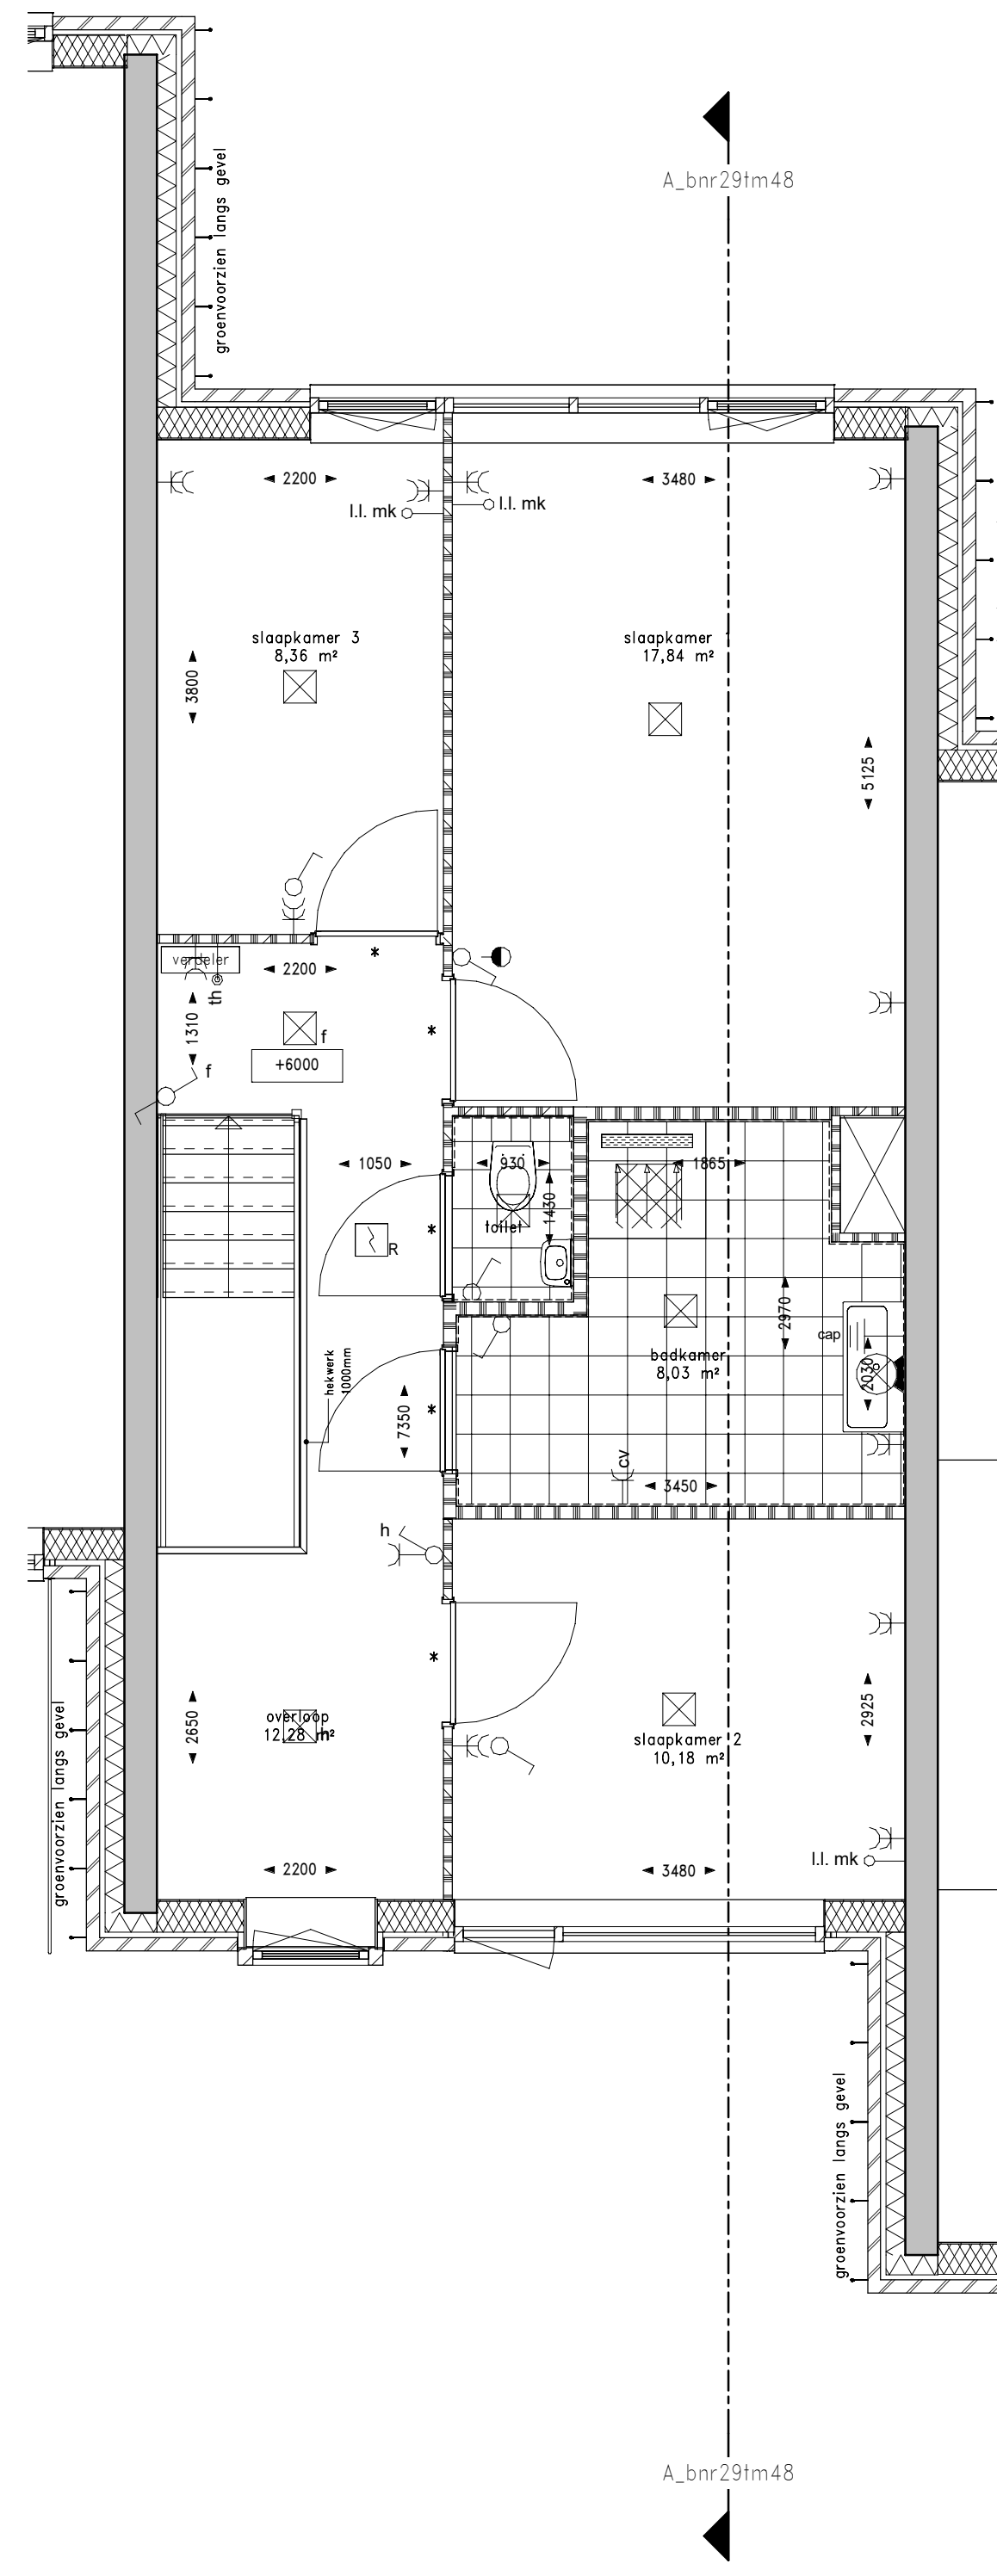 groenvoorzien langs gevel
A_bnr29tm48
2200
3480
l.l. mk
l.l. mk
slaapkamer 3
8,36 m²
slaapkamer 1
17,84 m²
3800
5125
verdeler
2200
th
1310
f
+6000
f
1050
930
1865
1430
toilet
R
2970
cap
hekwerk
1000mm
badkamer
8,03 m²
2030
7350
cv
3450
h
2650
overloop
12,28 m²
slaapkamer 2
10,18 m²
2925
groenvoorzien langs gevel
l.l. mk
2200
3480
groenvoorzien langs gevel
A_bnr29tm48